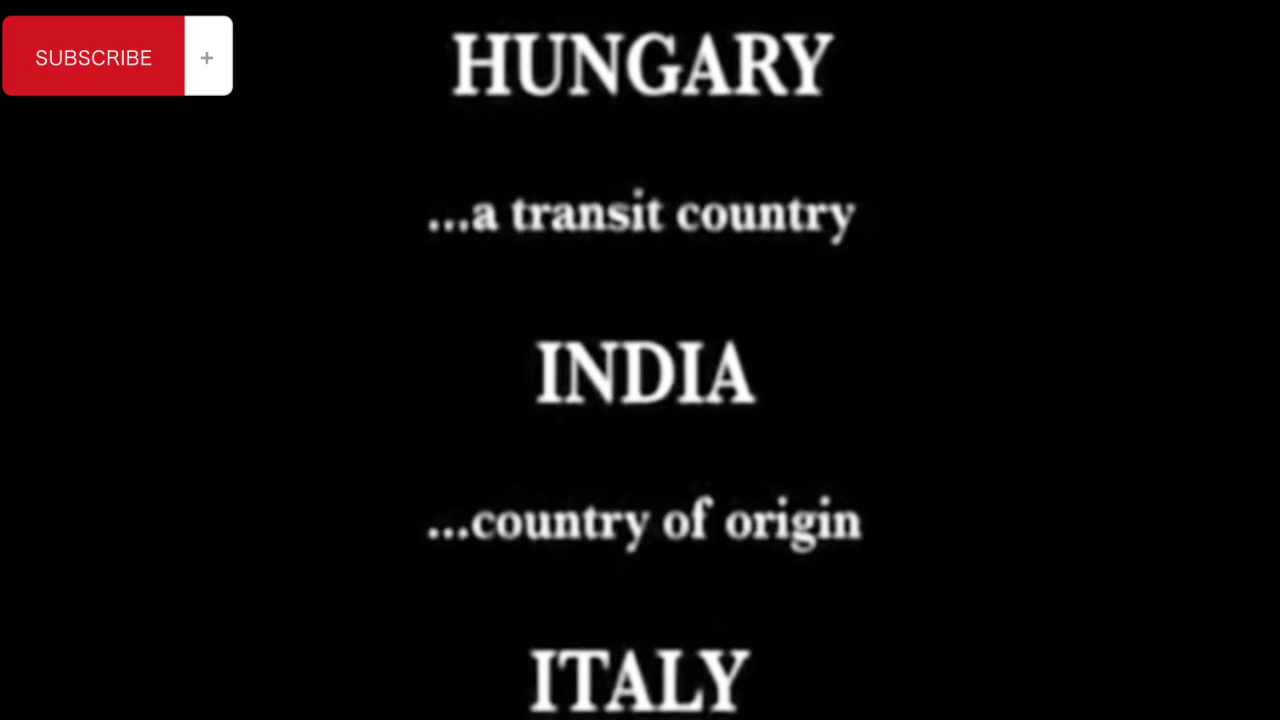 SUBSCRIBE +
HUNGARY
...a transit country
INDIA
...country of origin
ITALY